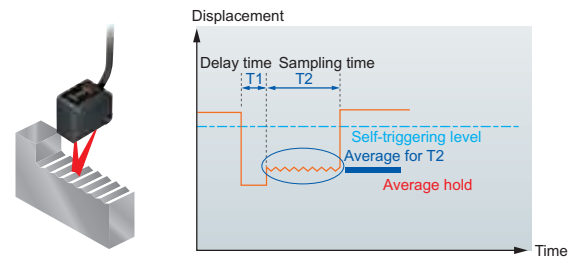 Displacement
Delay time Sampling time
T1 T2
Self-triggering level
Average for T2
Average hold
Time